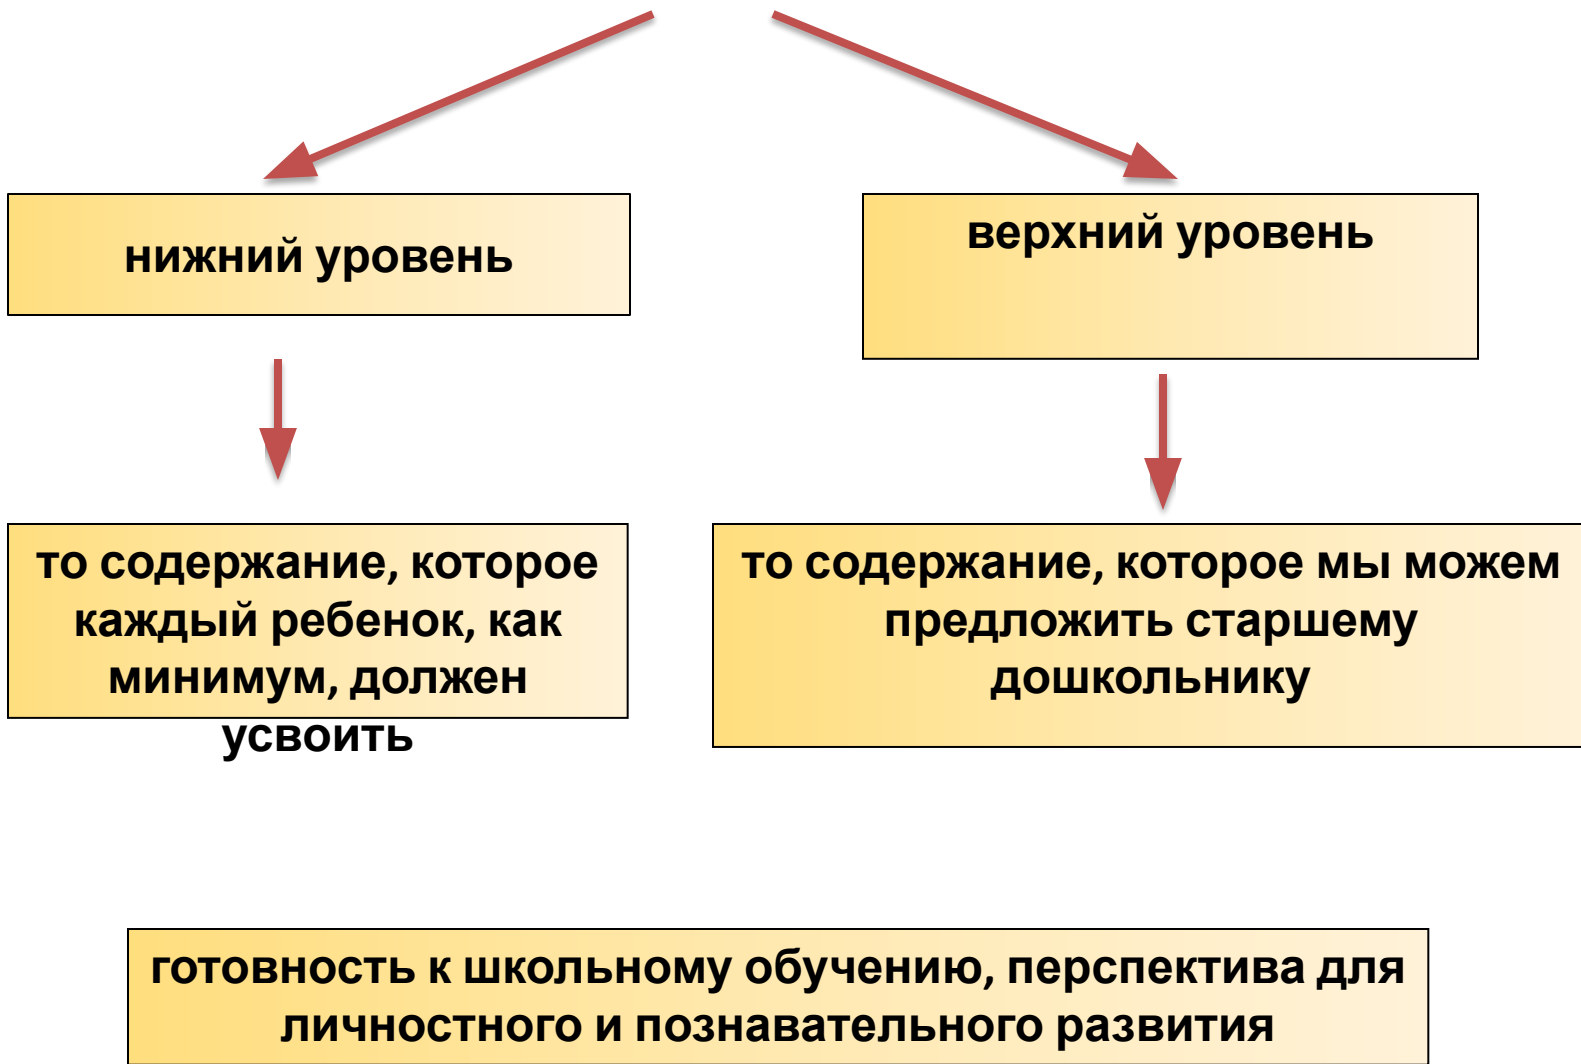 нижний уровень
верхний уровень
то содержание, которое
каждый ребенок, как
минимум, должен
усвоить
то содержание, которое мы можем
предложить старшему
дошкольнику
готовность к школьному обучению, перспектива для
личностного и познавательного развития